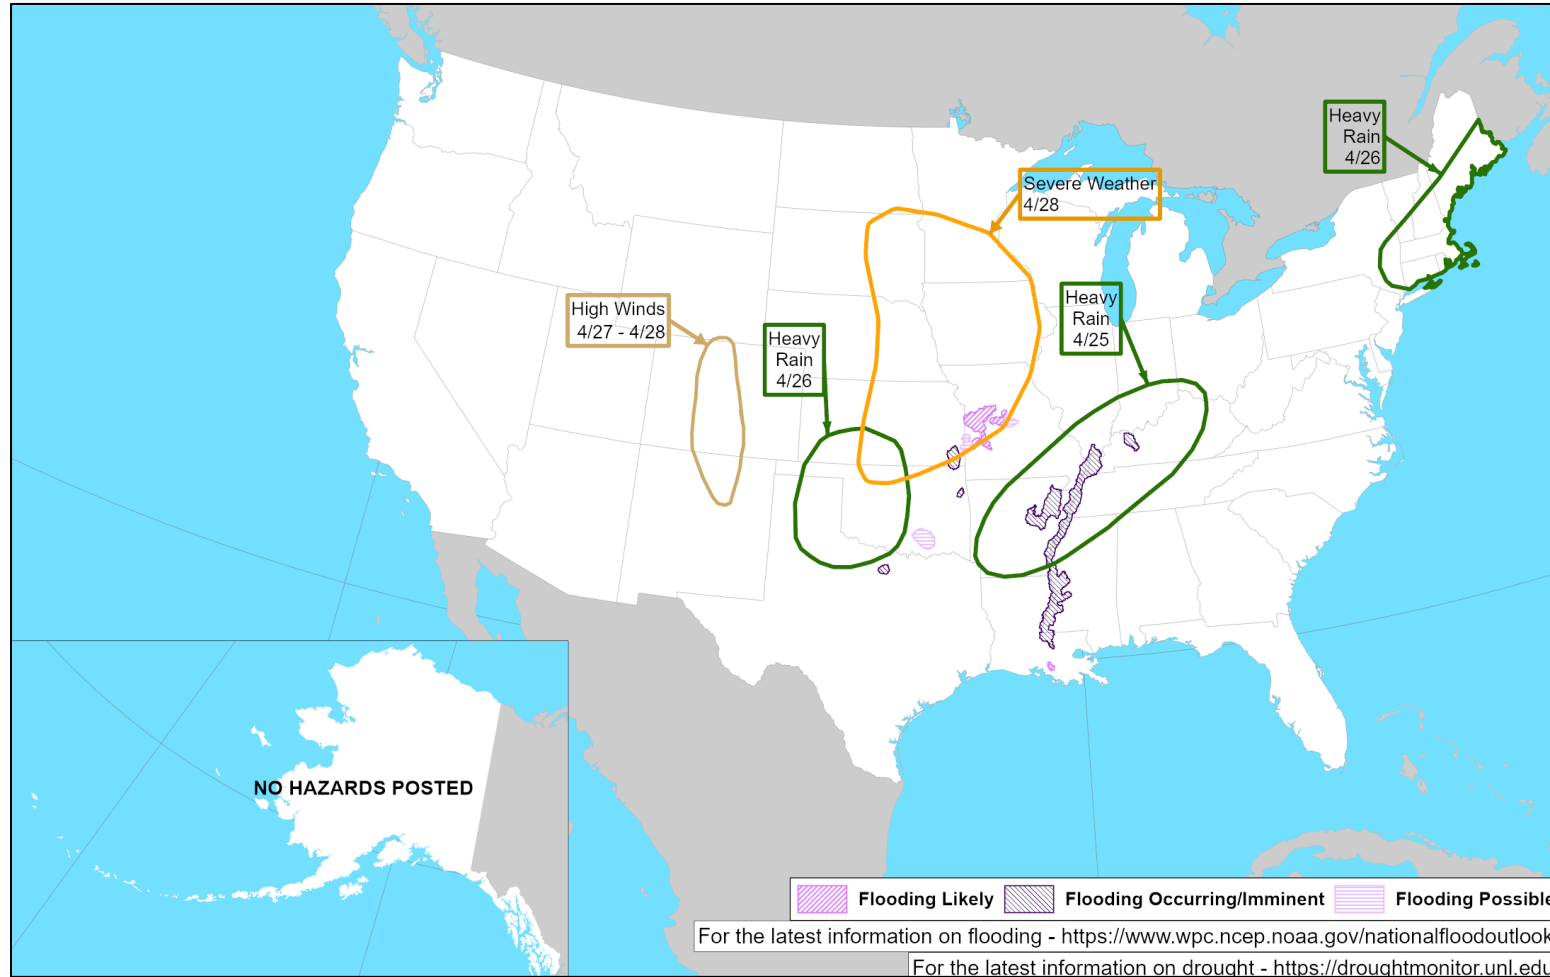 Heavy
Rain
4/26
Severe Weather
4/28
High Winds
4/27 - 4/28
Heavy
Rain
4/26
Heavy
Rain
4/25
NO HAZARDS POSTED
Flooding Likely
Flooding Occurring/Imminent
Flooding Possible
For the latest information on flooding - https://www.wpc.ncep.noaa.gov/nationalfloodoutlook
For the latest information on drought - https://droughtmonitor.unl.edu